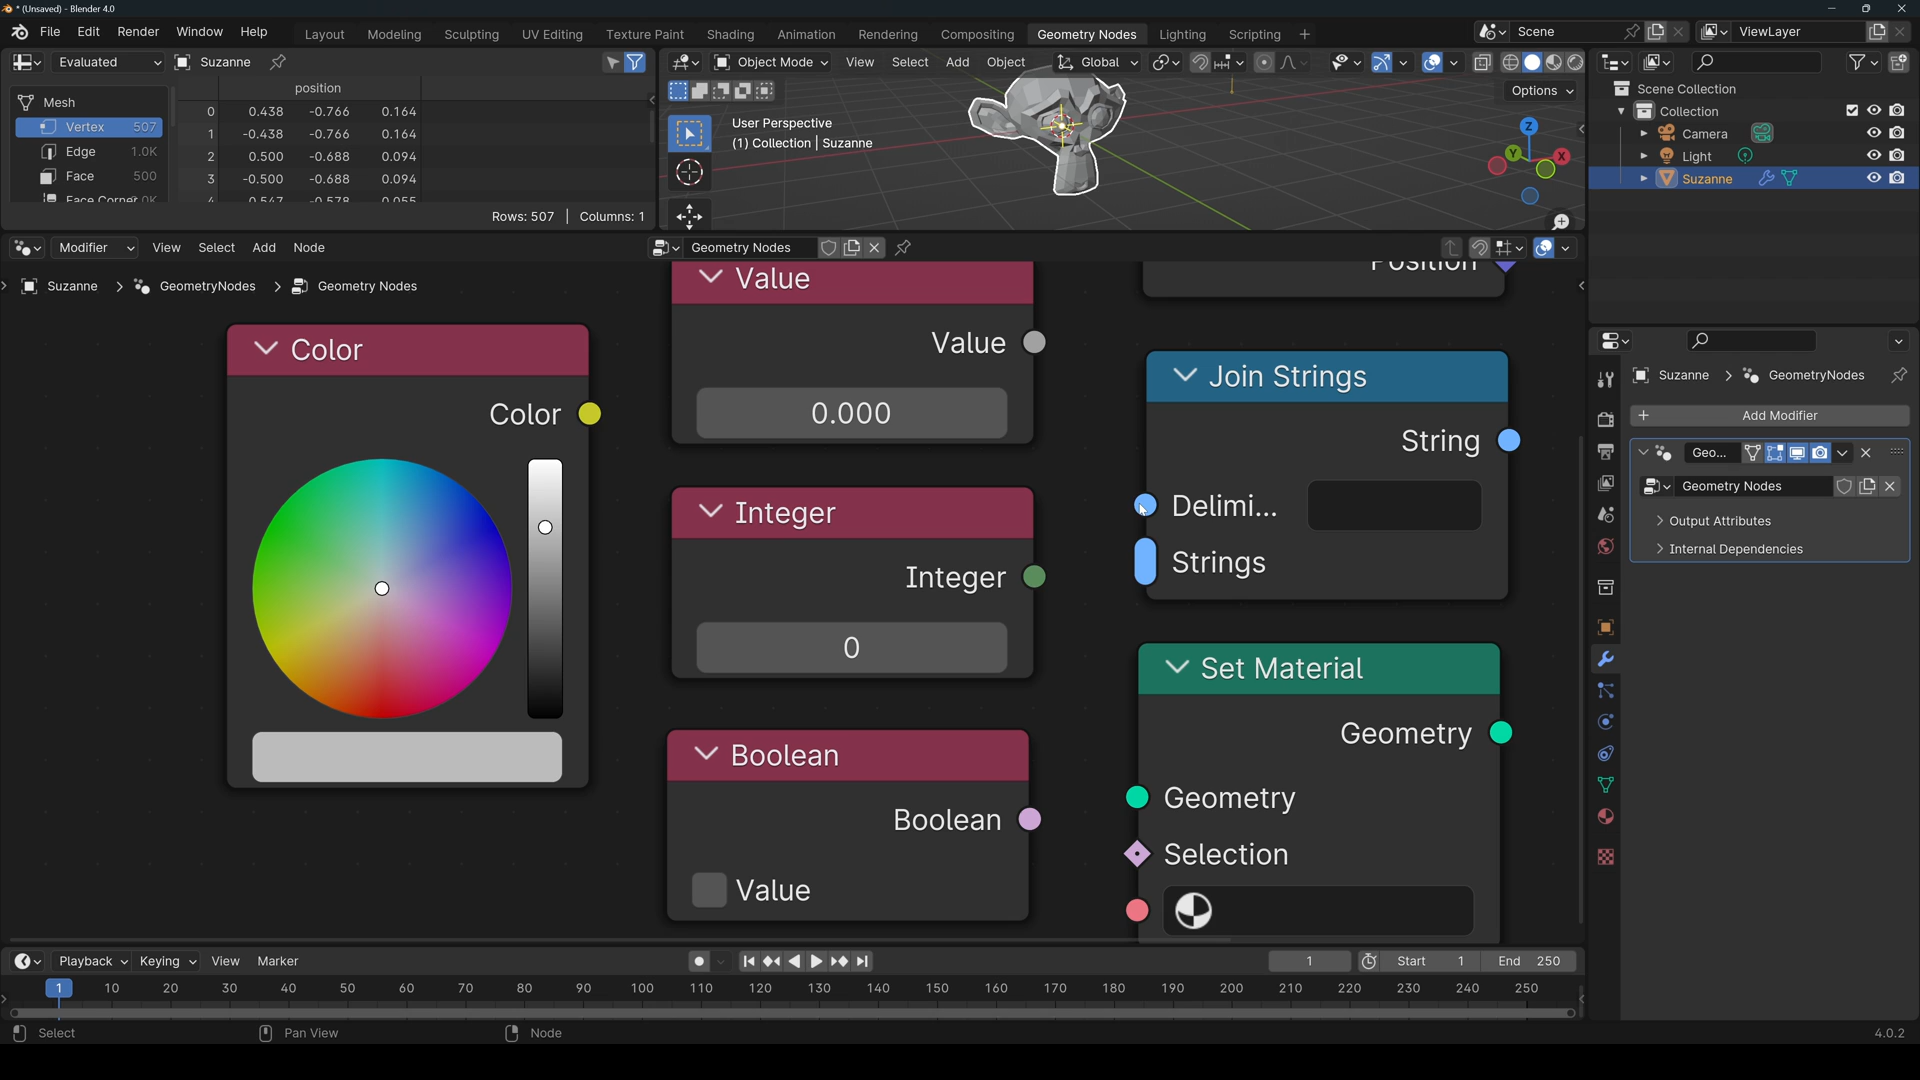 * (Unsaved) - Blender 4.0
File Edit Render Window Help
Layout Modeling Sculpting UV Editing Texture Paint Shading Animation Rendering Compositing Geometry Nodes Lighting Scripting +
Scene
ViewLayer
Evaluated
Suzanne
position
Mesh
Vertex 507
Edge 1.0K
Face 500
Face Corner
0 0.438 -0.766 0.164
1 -0.438 -0.766 0.164
2 0.500 -0.688 0.094
3 -0.500 -0.688 0.094
4 0.547 -0.578 0.055
Rows: 507 | Columns: 1
Object Mode View Select Add Object
Global
Options
User Perspective
(1) Collection | Suzanne
Z
Y
X
Scene Collection
Collection
Camera
Light
Suzanne
Modifier View Select Add Node
Geometry Nodes
Suzanne > GeometryNodes > Geometry Nodes
Color
Color
Value
Value
0.000
Integer
Integer
0
Boolean
Boolean
Value
Position
Join Strings
String
Delimi...
Strings
Set Material
Geometry
Geometry
Selection
Suzanne > GeometryNodes
+ Add Modifier
Geo...
Geometry Nodes
Output Attributes
Internal Dependencies
Playback Keying View Marker
1
Start 1
End 250
1 10 20 30 40 50 60 70 80 90 100 110 120 130 140 150 160 170 180 190 200 210 220 230 240 250
Select
Pan View
Node
4.0.2